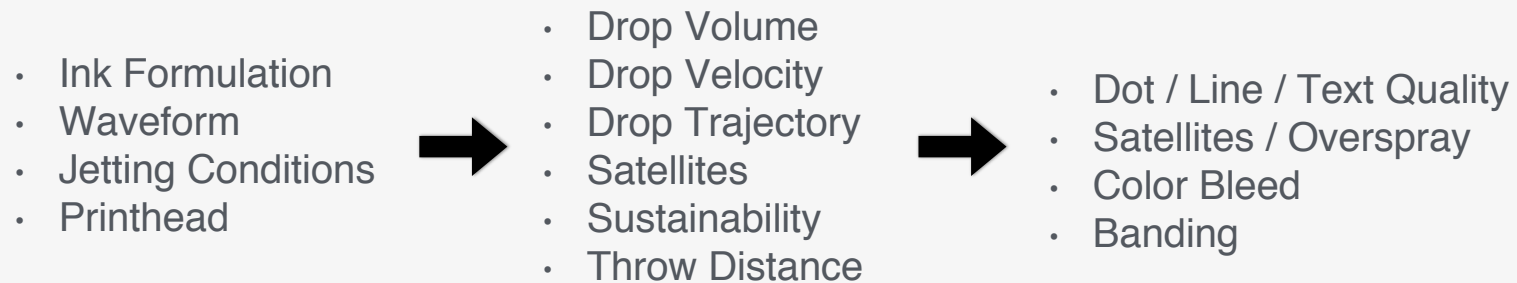 • Ink Formulation
• Waveform
• Jetting Conditions
• Printhead
• Drop Volume
• Drop Velocity
• Drop Trajectory
• Satellites
• Sustainability
• Throw Distance
• Dot / Line / Text Quality
• Satellites / Overspray
• Color Bleed
• Banding